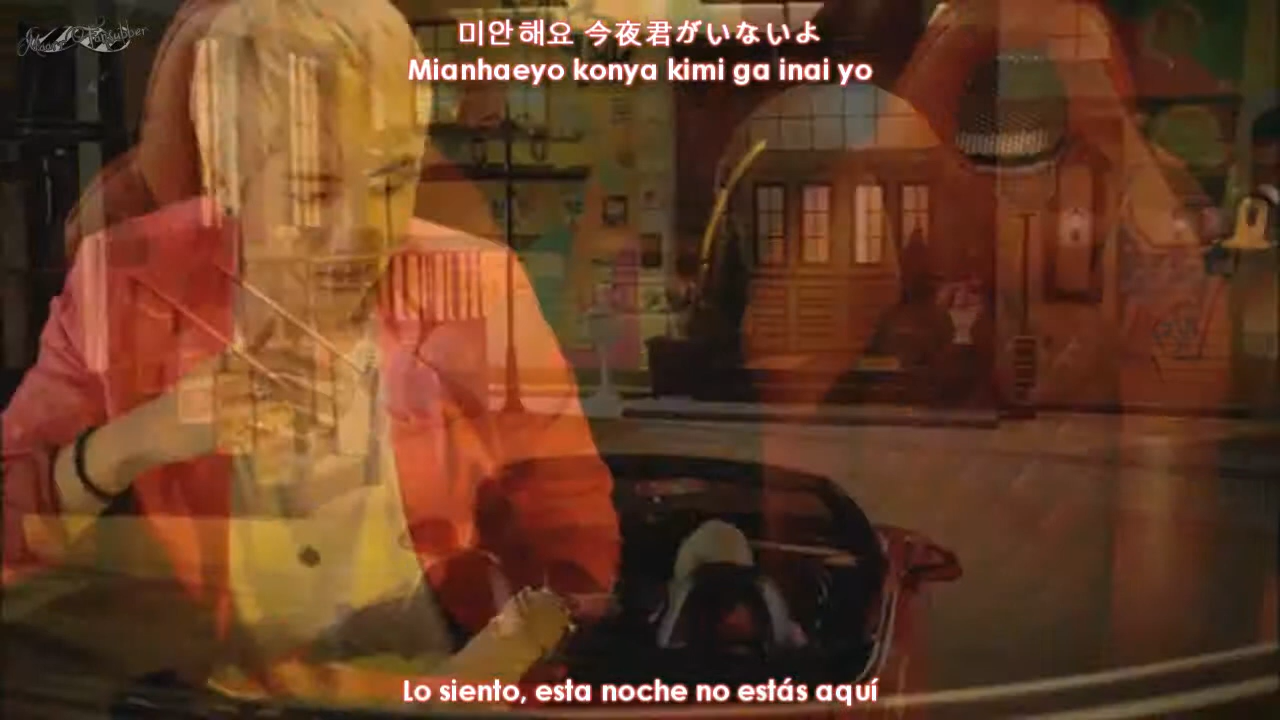 미안해요 今夜君がいないよ
Mianhaeyo konya kimi ga inai yo
Lo siento, esta noche no estás aquí